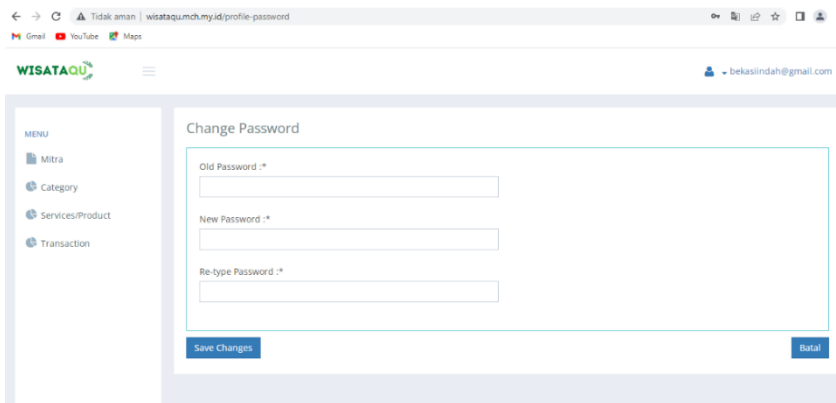 Tidak aman | wisataqu.mch.my.id/profile-password
Gmail YouTube Maps
WISATAQU
bekasiindah@gmail.com
MENU
Mitra
Category
Services/Product
Transaction
Change Password
Old Password :*
New Password :*
Re-type Password :*
Save Changes
Batal